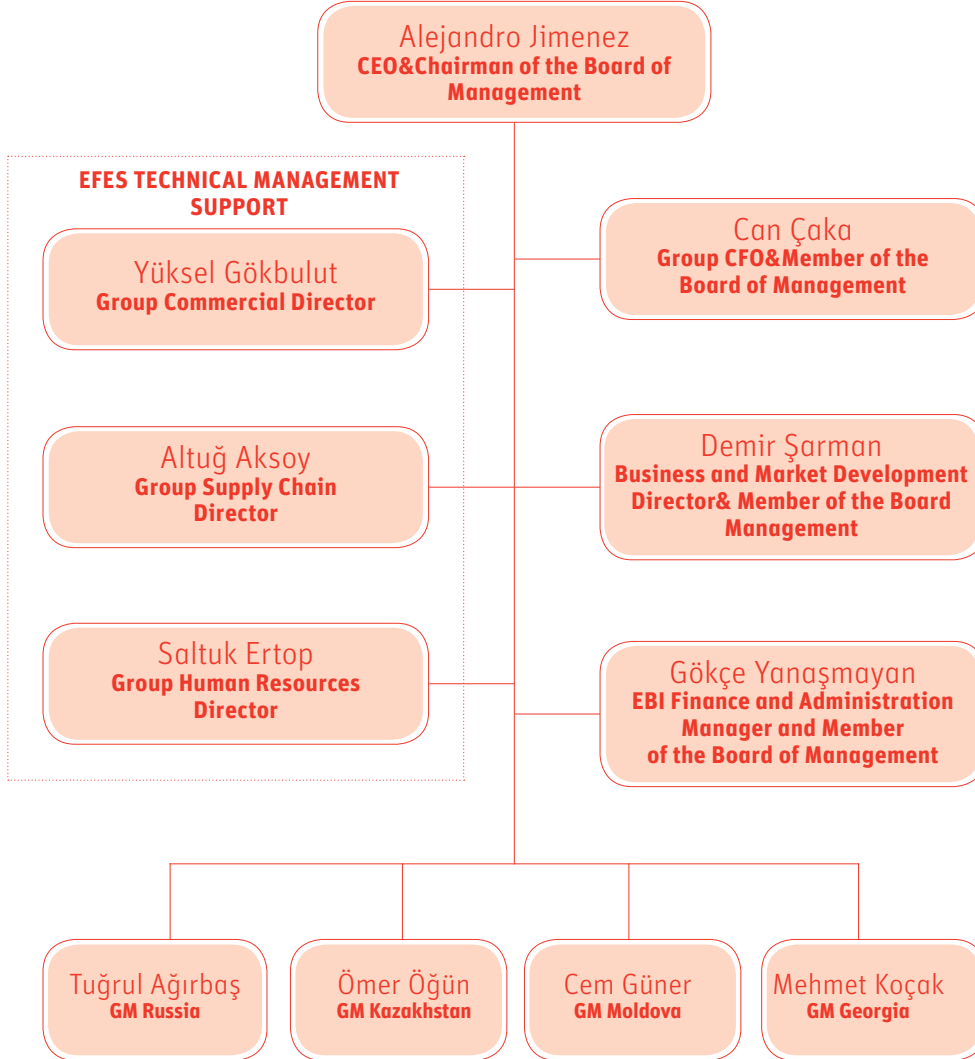 Alejandro Jimenez
CEO&Chairman of the Board of
Management
EFES TECHNICAL MANAGEMENT
SUPPORT
Yüksel Gökbulut
Group Commercial Director
Can Çaka
Group CFO&Member of the
Board of Management
Altuğ Aksoy
Group Supply Chain
Director
Demir Şarman
Business and Market Development
Director& Member of the Board
Management
Saltuk Ertop
Group Human Resources
Director
Gökçe Yanaşmayan
EBI Finance and Administration
Manager and Member
of the Board of Management
Tuğrul Ağırbaş
GM Russia
Ömer Öğün
GM Kazakhstan
Cem Güner
GM Moldova
Mehmet Koçak
GM Georgia